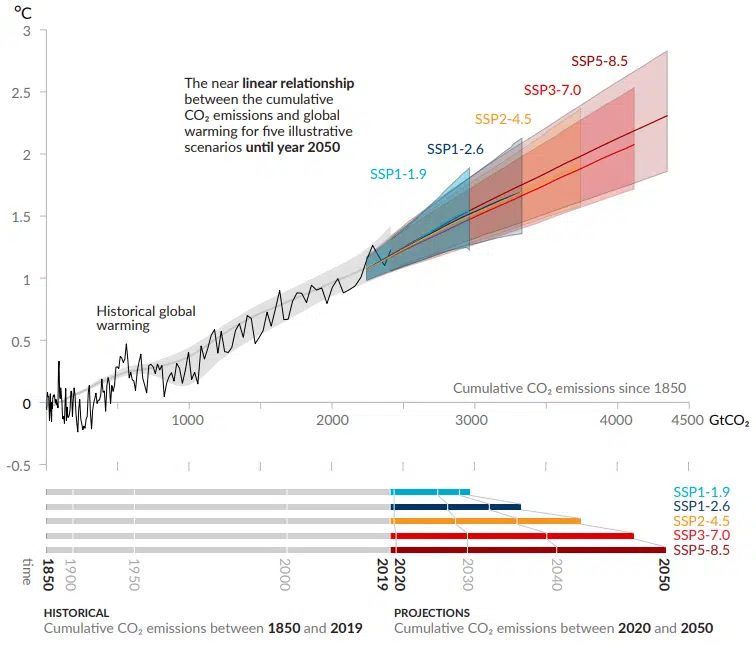 °C
3
2.5
2
1.5
1
0.5
0
-0.5
The near linear relationship
between the cumulative
CO₂ emissions and global
warming for five illustrative
scenarios until year 2050
SSP5-8.5
SSP3-7.0
SSP2-4.5
SSP1-2.6
SSP1-1.9
Historical global
warming
Cumulative CO₂ emissions since 1850
1000
2000
3000
4000
4500 GtCO₂
SSP1-1.9
SSP1-2.6
SSP2-4.5
SSP3-7.0
SSP5-8.5
time
1850
1900
1950
2000
2019
2020
2030
2040
2050
HISTORICAL
Cumulative CO₂ emissions between 1850 and 2019
PROJECTIONS
Cumulative CO₂ emissions between 2020 and 2050